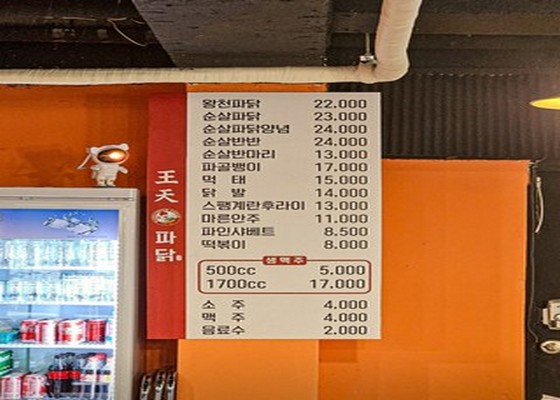 王天파닭
왕천파닭 22.000
순살파닭 23.000
순살파닭양념 24.000
순살반반 24.000
순살반마리 13.000
파골뱅이 17.000
먹 태 15.000
닭 발 14.000
스팸계란후라이 13.000
마른안주 11.000
파인샤베트 8.500
떡볶이 8.000
생맥주
500cc 5.000
1700cc 17.000
소 주 4.000
맥 주 4.000
음료수 2.000